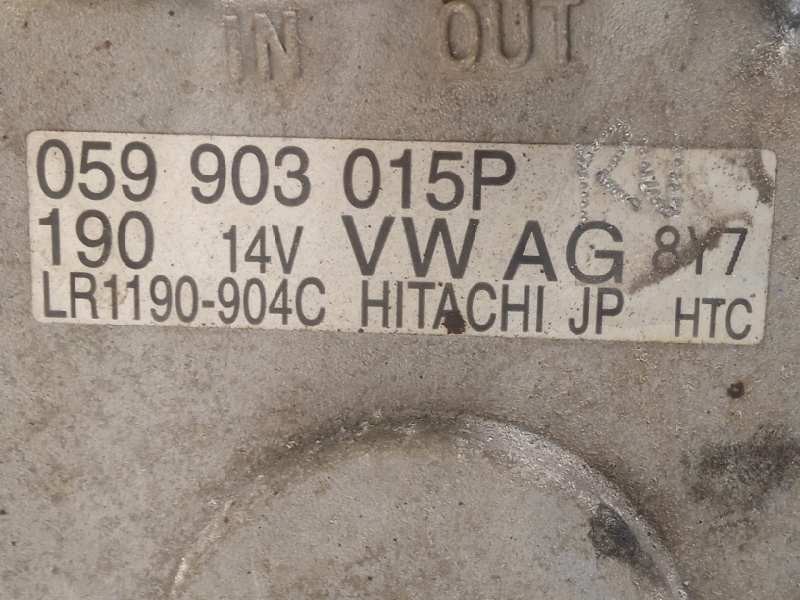 IN OUT
059 903 015P
190 14V VW AG 8Y7
LR1190-904C HITACHI JP HTC